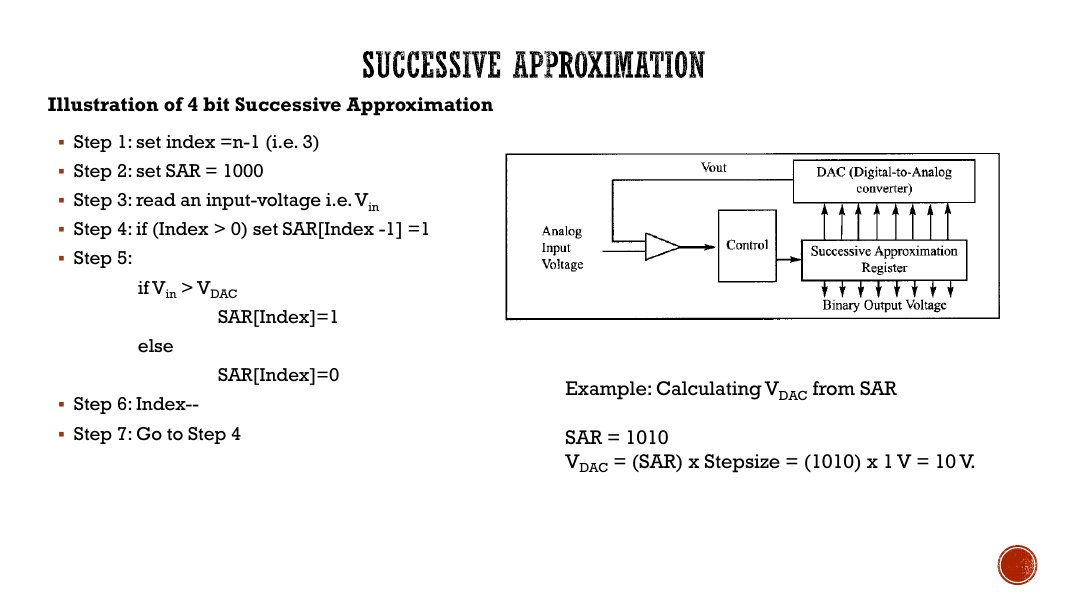 SUCCESSIVE APPROXIMATION
Illustration of 4 bit Successive Approximation
▪ Step 1: set index =n-1 (i.e. 3)
▪ Step 2: set SAR = 1000
▪ Step 3: read an input-voltage i.e. Vin
▪ Step 4: if (Index > 0) set SAR[Index -1] =1
▪ Step 5:
if Vin > VDAC
SAR[Index]=1
else
SAR[Index]=0
▪ Step 6: Index--
▪ Step 7: Go to Step 4
Vout
DAC (Digital-to-Analog
converter)
Analog
Input
Voltage
Control
Successive Approximation
Register
Binary Output Voltage
Example: Calculating VDAC from SAR
SAR = 1010
VDAC = (SAR) x Stepsize = (1010) x 1 V = 10 V.